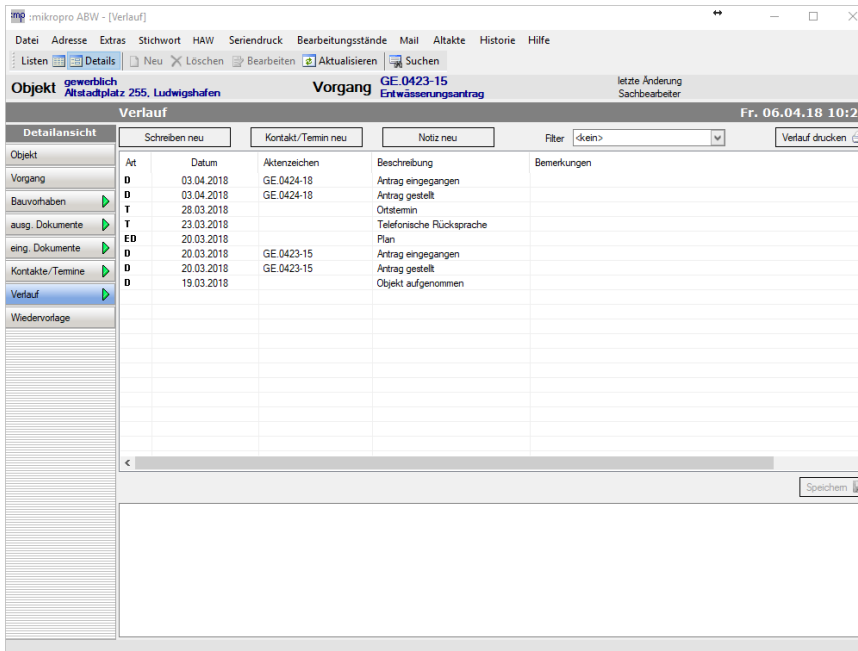 :mp :mikropro ABW - [Verlauf]
Datei Adresse Extras Stichwort HAW Seriendruck Bearbeitungsstände Mail Altakte Historie Hilfe
Listen Details Neu Löschen Bearbeiten Aktualisieren Suchen
Objekt gewerblich Vorgang GE.0423-15 letzte Änderung
Altstadtplatz 255, Ludwigshafen Entwässerungsantrag Sachbearbeiter
Verlauf Fr. 06.04.18 10:2
Detailansicht
Schreiben neu Kontakt/Termin neu Notiz neu Filter <kein> Verlauf drucken
Objekt
Vorgang
Bauvorhaben
ausg. Dokumente
eing. Dokumente
Kontakte/Termine
Verlauf
Wiedervorlage
Art Datum Aktenzeichen Beschreibung Bemerkungen
D 03.04.2018 GE.0424-18 Antrag eingegangen
D 03.04.2018 GE.0424-18 Antrag gestellt
T 28.03.2018 Ortstermin
T 23.03.2018 Telefonische Rücksprache
ED 20.03.2018 Plan
D 20.03.2018 GE.0423-15 Antrag eingegangen
D 20.03.2018 GE.0423-15 Antrag gestellt
D 19.03.2018 Objekt aufgenommen
Speichern